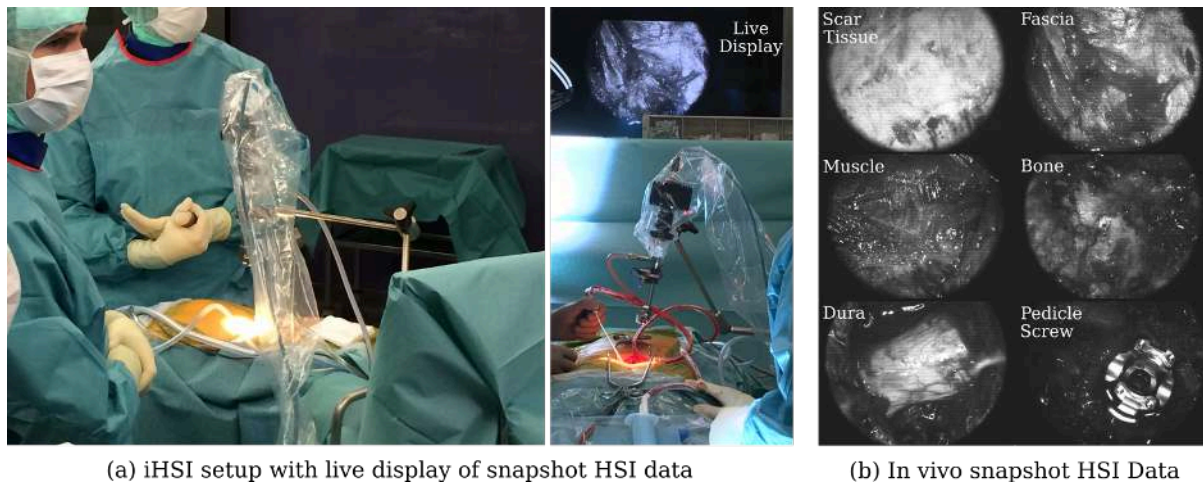 Live
Display
Scar
Tissue
Fascia
Muscle
Bone
Dura
Pedicle
Screw
(a) iHSI setup with live display of snapshot HSI data
(b) In vivo snapshot HSI Data